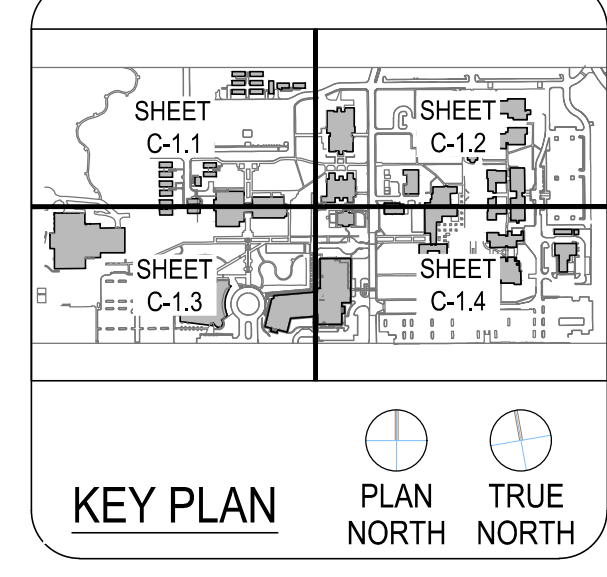 SHEET
C-1.1
SHEET
C-1.2
SHEET
C-1.3
SHEET
C-1.4
KEY PLAN
PLAN
NORTH
TRUE
NORTH